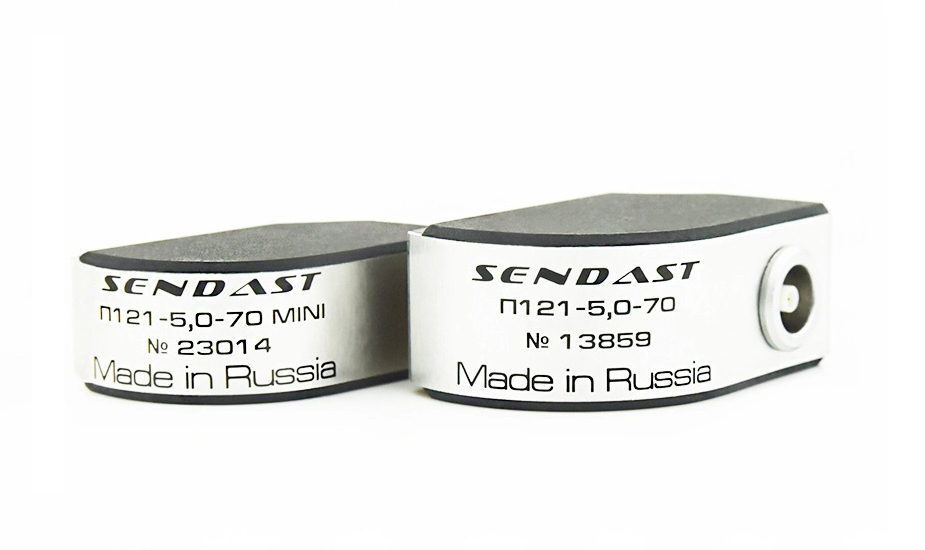 SENDAST
П121-5,0-70 MINI
№ 23014
Made in Russia
SENDAST
П121-5,0-70
№ 13859
Made in Russia